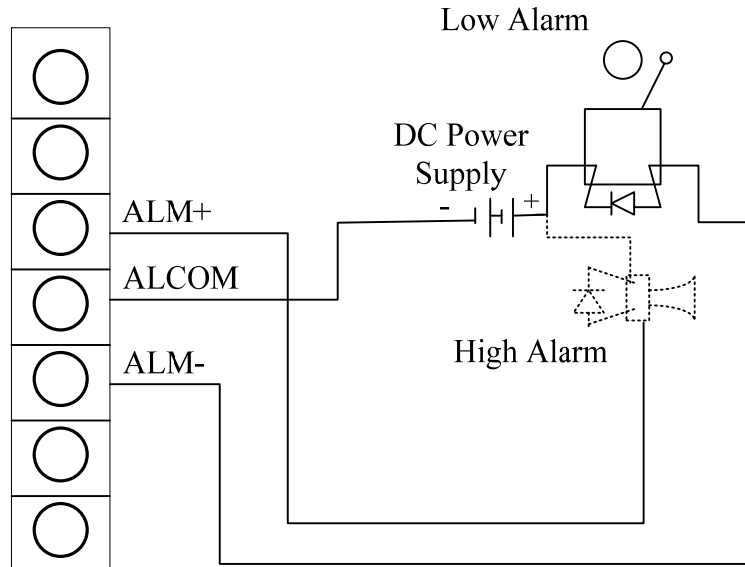 Low Alarm
DC Power
Supply
- +
ALM+
ALCOM
High Alarm
ALM-